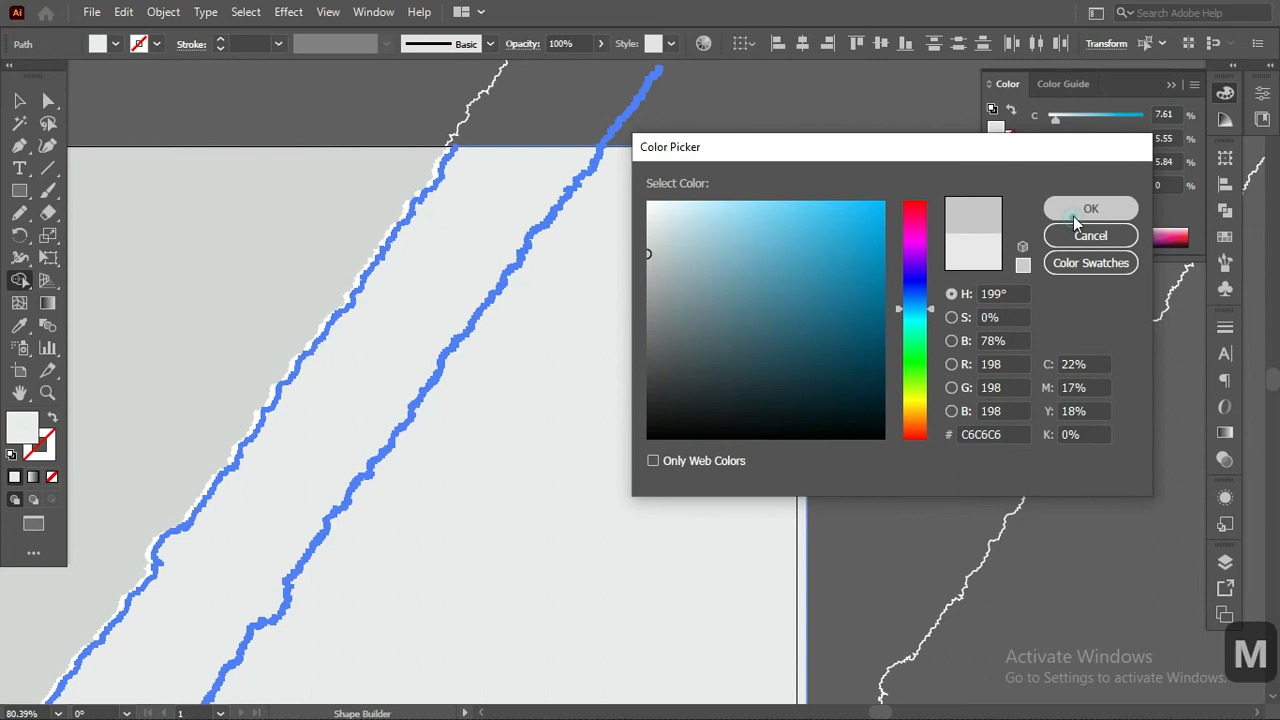 Ai File Edit Object Type Select Effect View Window Help Search Adobe Help
Path Stroke: Basic Opacity: 100% Style: Transform
Color Color Guide
C 7.61 %
5.55 %
5.84 %
0 %
Color Picker
Select Color:
OK
Cancel
Color Swatches
H: 199°
S: 0%
B: 78%
R: 198 C: 22%
G: 198 M: 17%
B: 198 Y: 18%
# C6C6C6 K: 0%
Only Web Colors
Activate Windows
Go to Settings to activate Windows.
M
80.39% 0° 1 Shape Builder